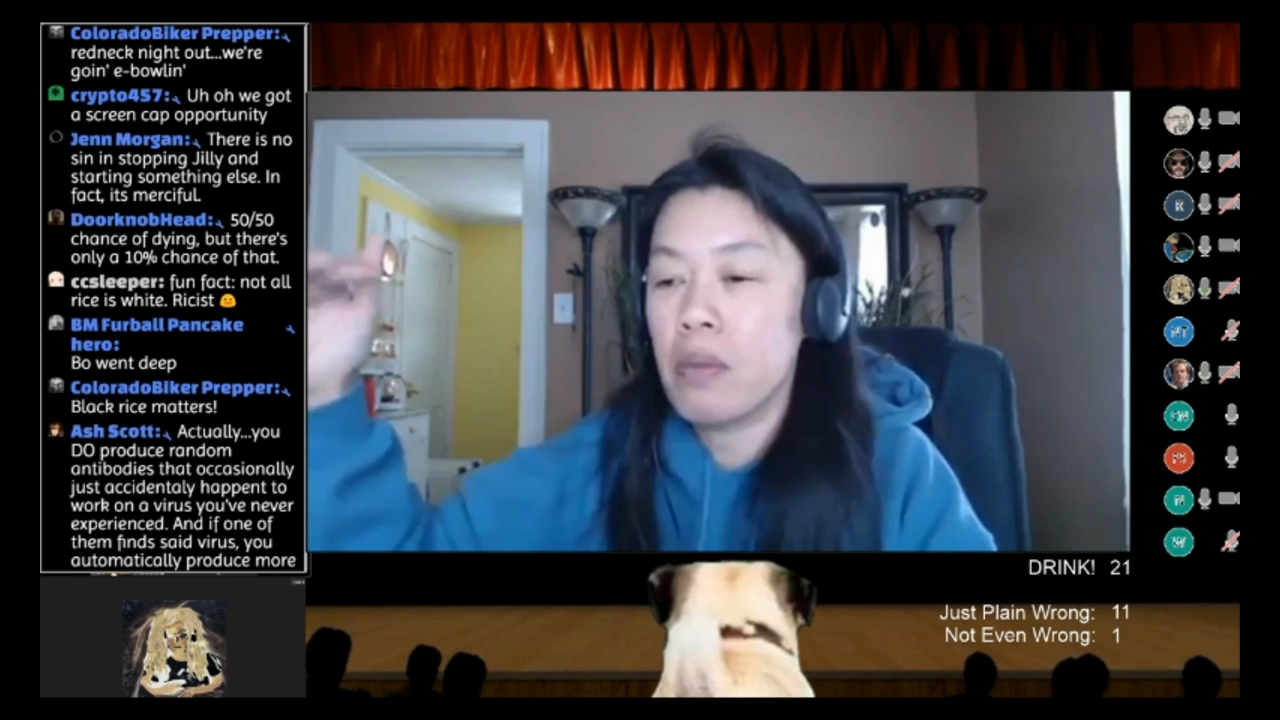 ColoradoBiker Prepper:
redneck night out...we're
goin' e-bowlin'
crypto457: Uh oh we got
a screen cap opportunity
Jenn Morgan: There is no
sin in stopping Jilly and
starting something else. In
fact, its merciful.
DoorknobHead: 50/50
chance of dying, but there's
only a 10% chance of that.
ccsleeper: fun fact: not all
rice is white. Ricist
BM Furball Pancake
hero:
Bo went deep
ColoradoBiker Prepper:
Black rice matters!
Ash Scott: Actually...you
DO produce random
antibodies that occasionally
just accidentaly happent to
work on a virus you've never
experienced. And if one of
them finds said virus, you
automatically produce more
DRINK! 21
Just Plain Wrong: 11
Not Even Wrong: 1